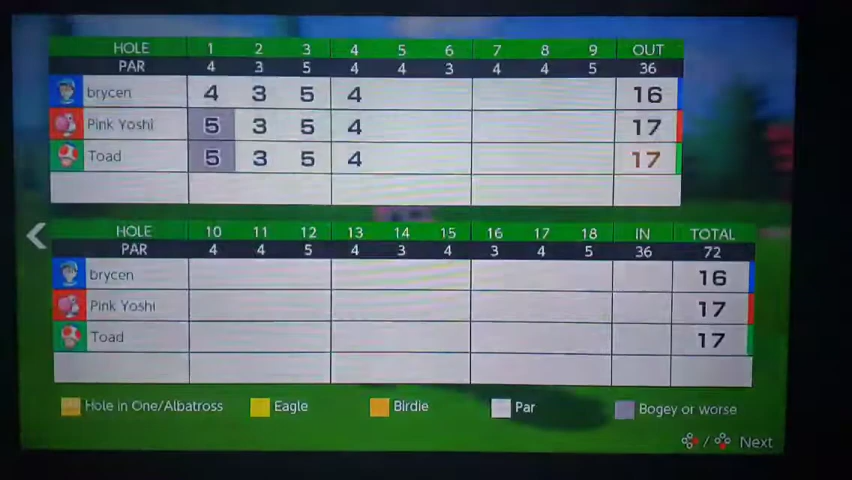 HOLE 1 2 3 4 5 6 7 8 9 OUT
PAR 4 3 5 4 4 3 4 4 5 36
brycen 4 3 5 4 16
Pink Yoshi 5 3 5 4 17
Toad 5 3 5 4 17
HOLE 10 11 12 13 14 15 16 17 18 IN TOTAL
PAR 4 4 5 4 3 4 3 4 5 36 72
brycen 16
Pink Yoshi 17
Toad 17
Hole in One/Albatross Eagle Birdie Par Bogey or worse
/ Next